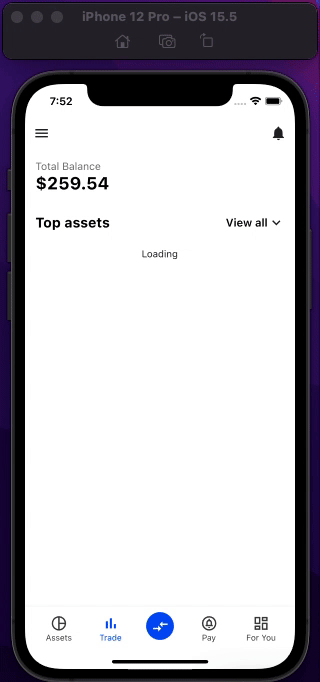 iPhone 12 Pro – iOS 15.5
7:52
Total Balance
$259.54
Top assets View all
Loading
Assets Trade Pay For You